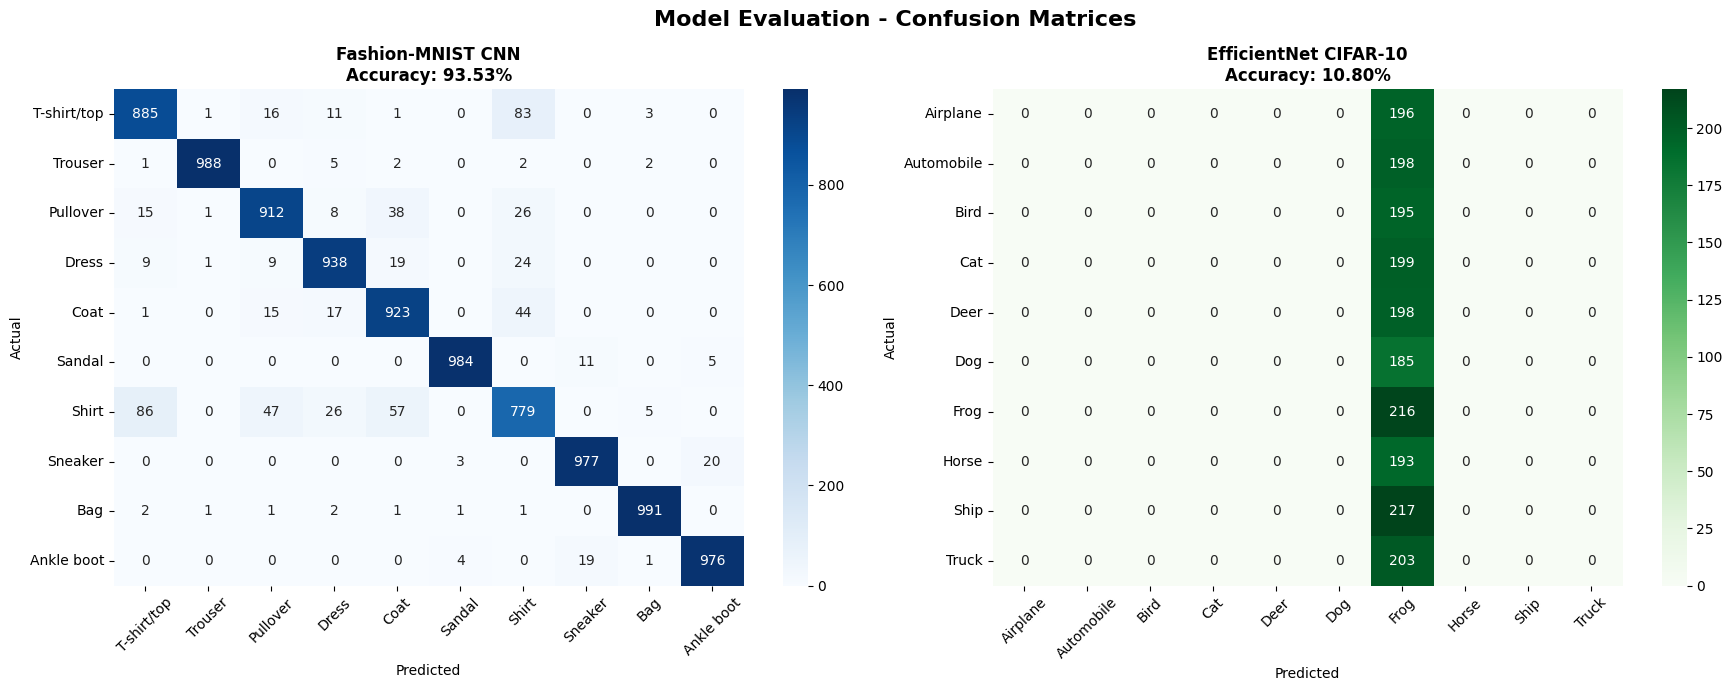 Model Evaluation - Confusion Matrices
Fashion-MNIST CNN
Accuracy: 93.53%
T-shirt/top 885 1 16 11 1 0 83 0 3 0
Trouser 1 988 0 5 2 0 2 0 2 0
Pullover 15 1 912 8 38 0 26 0 0 0
Dress 9 1 9 938 19 0 24 0 0 0
Coat 1 0 15 17 923 0 44 0 0 0
Sandal 0 0 0 0 0 984 0 11 0 5
Shirt 86 0 47 26 57 0 779 0 5 0
Sneaker 0 0 0 0 0 3 0 977 0 20
Bag 2 1 1 2 1 1 1 0 991 0
Ankle boot 0 0 0 0 0 4 0 19 1 976
Actual
T-shirt/top Trouser Pullover Dress Coat Sandal Shirt Sneaker Bag Ankle boot
Predicted
800
600
400
200
0
EfficientNet CIFAR-10
Accuracy: 10.80%
Airplane 0 0 0 0 0 0 196 0 0 0
Automobile 0 0 0 0 0 0 198 0 0 0
Bird 0 0 0 0 0 0 195 0 0 0
Cat 0 0 0 0 0 0 199 0 0 0
Deer 0 0 0 0 0 0 198 0 0 0
Dog 0 0 0 0 0 0 185 0 0 0
Frog 0 0 0 0 0 0 216 0 0 0
Horse 0 0 0 0 0 0 193 0 0 0
Ship 0 0 0 0 0 0 217 0 0 0
Truck 0 0 0 0 0 0 203 0 0 0
Actual
Airplane Automobile Bird Cat Deer Dog Frog Horse Ship Truck
Predicted
200
175
150
125
100
75
50
25
0